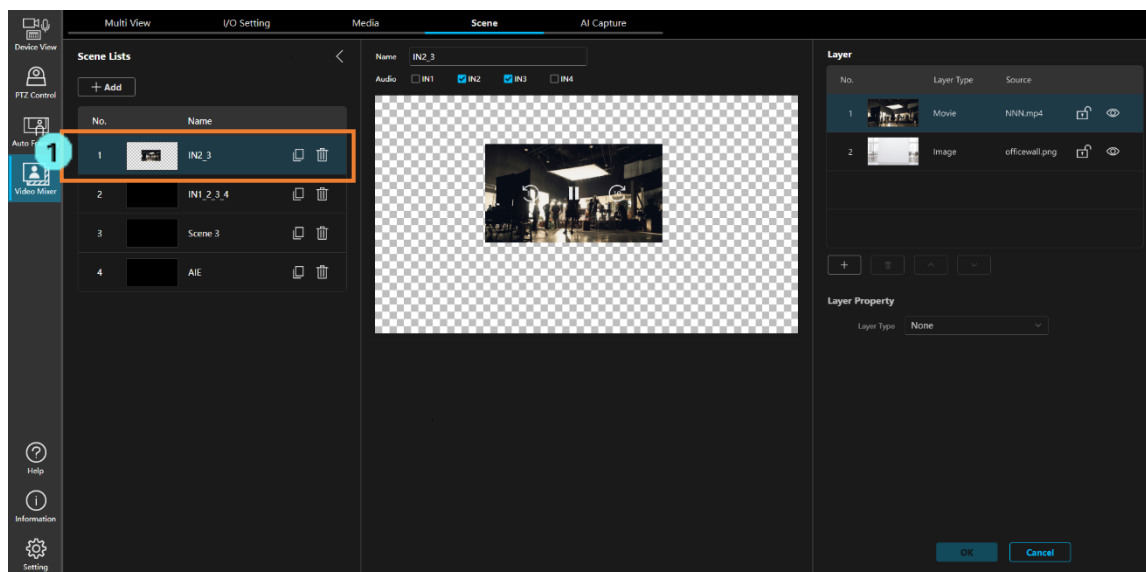 Multi View I/O Setting Media Scene AI Capture
Device View
PTZ Control
Auto F
1
Video Mixer
Help
Information
Setting
Scene Lists
+ Add
No. Name
1 IN2_3
2 IN1_2_3_4
3 Scene 3
4 AIE
Name IN2_3
Audio IN1 IN2 IN3 IN4
10
Layer
No. Layer Type Source
1 Movie NNN.mp4
2 Image officewall.png
Layer Property
Layer Type None
OK Cancel